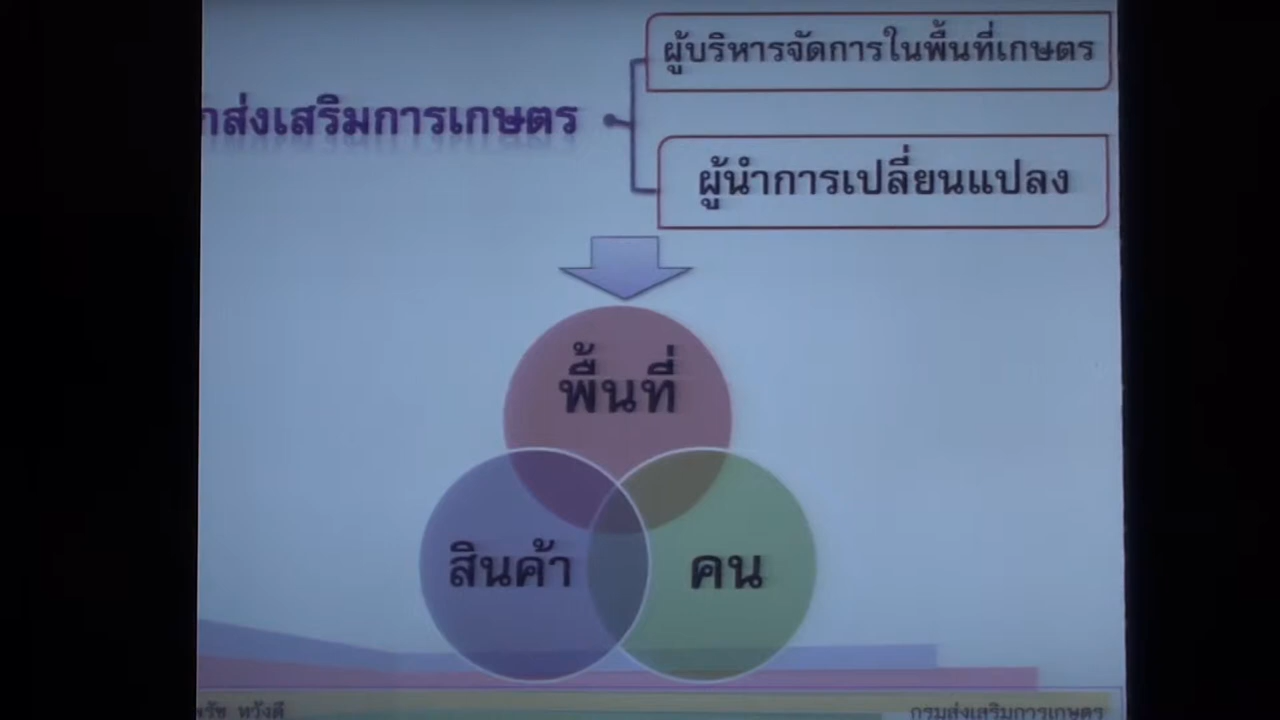 ผู้บริหารจัดการในพื้นที่เกษตร
ส่งเสริมการเกษตร
ผู้นำการเปลี่ยนแปลง
พื้นที่
สินค้า
คน
หวังดี
กรมส่งเสริมการเกษตร